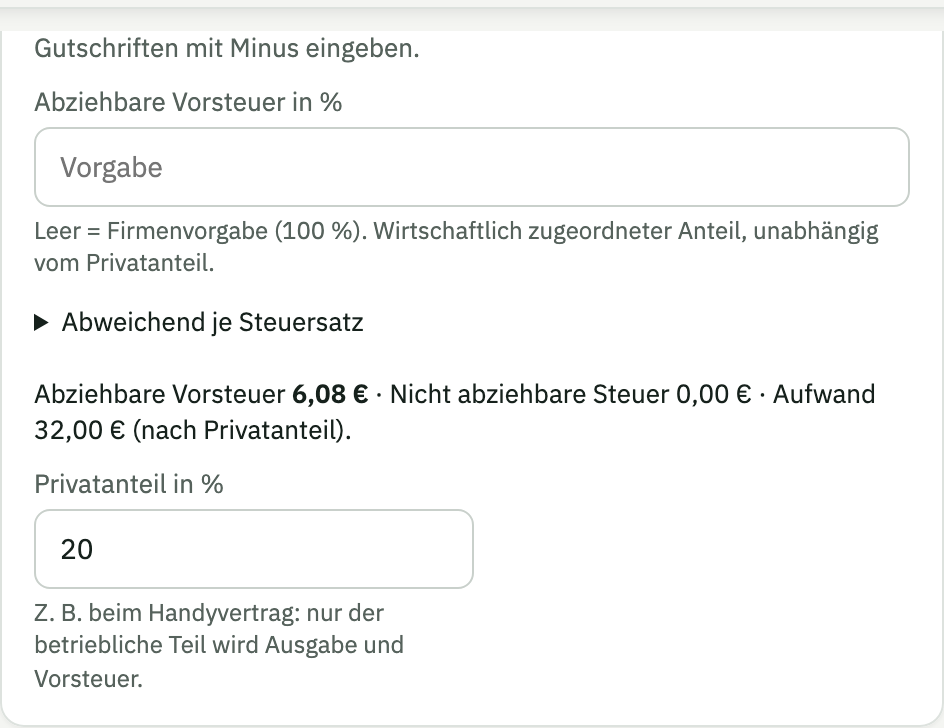 Gutschriften mit Minus eingeben.
Abziehbare Vorsteuer in %
Vorgabe
Leer = Firmenvorgabe (100 %). Wirtschaftlich zugeordneter Anteil, unabhängig
vom Privatanteil.
▶ Abweichend je Steuersatz
Abziehbare Vorsteuer 6,08 € · Nicht abziehbare Steuer 0,00 € · Aufwand
32,00 € (nach Privatanteil).
Privatanteil in %
20
Z. B. beim Handyvertrag: nur der
betriebliche Teil wird Ausgabe und
Vorsteuer.